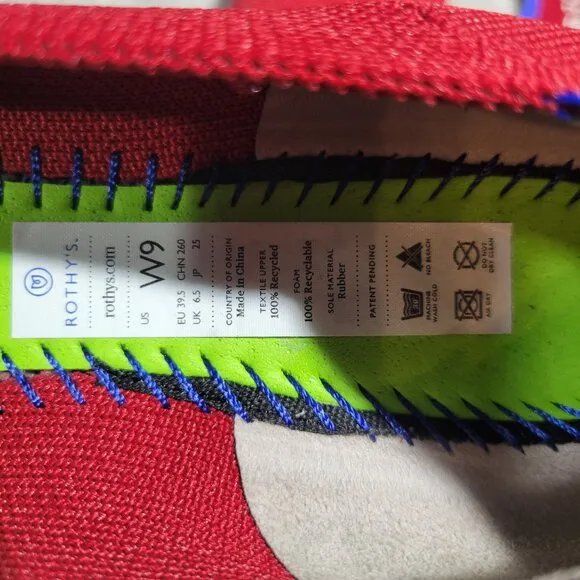 ROTHY'S.
rothys.com
US W9
EU 39.5 CHN 260
UK 6.5 JP 25
COUNTRY OF ORIGIN
Made in China
TEXTILE UPPER
100% Recycled
FOAM
100% Recyclable
SOLE MATERIAL
Rubber
PATENT PENDING
NO BLEACH
DO NOT
DRY CLEAN
MACHINE
WASH COLD
AIR DRY